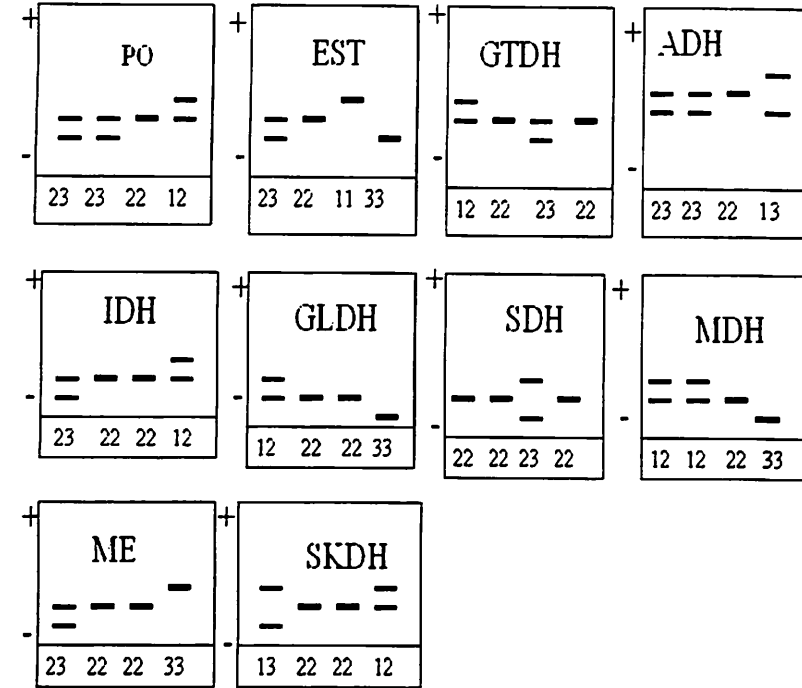 + PO -
23 23 22 12
+ EST -
23 22 11 33
+ GTDH -
12 22 23 22
+ ADH -
23 23 22 13
+ IDH -
23 22 22 12
+ GLDH -
12 22 22 33
+ SDH -
22 22 23 22
+ MDH -
12 12 22 33
+ ME -
23 22 22 33
+ SKDH -
13 22 22 12